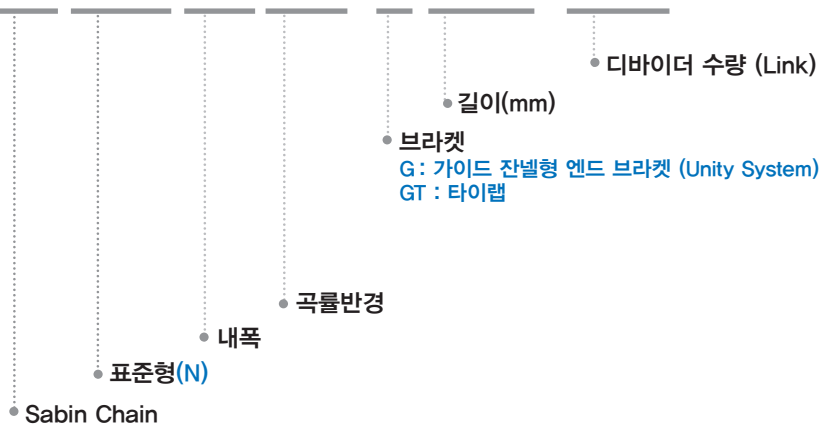 디바이더 수량 (Link)
길이(mm)
브라켓
G : 가이드 잔넬형 엔드 브라켓 (Unity System)
GT : 타이랩
곡률반경
내폭
표준형(N)
Sabin Chain